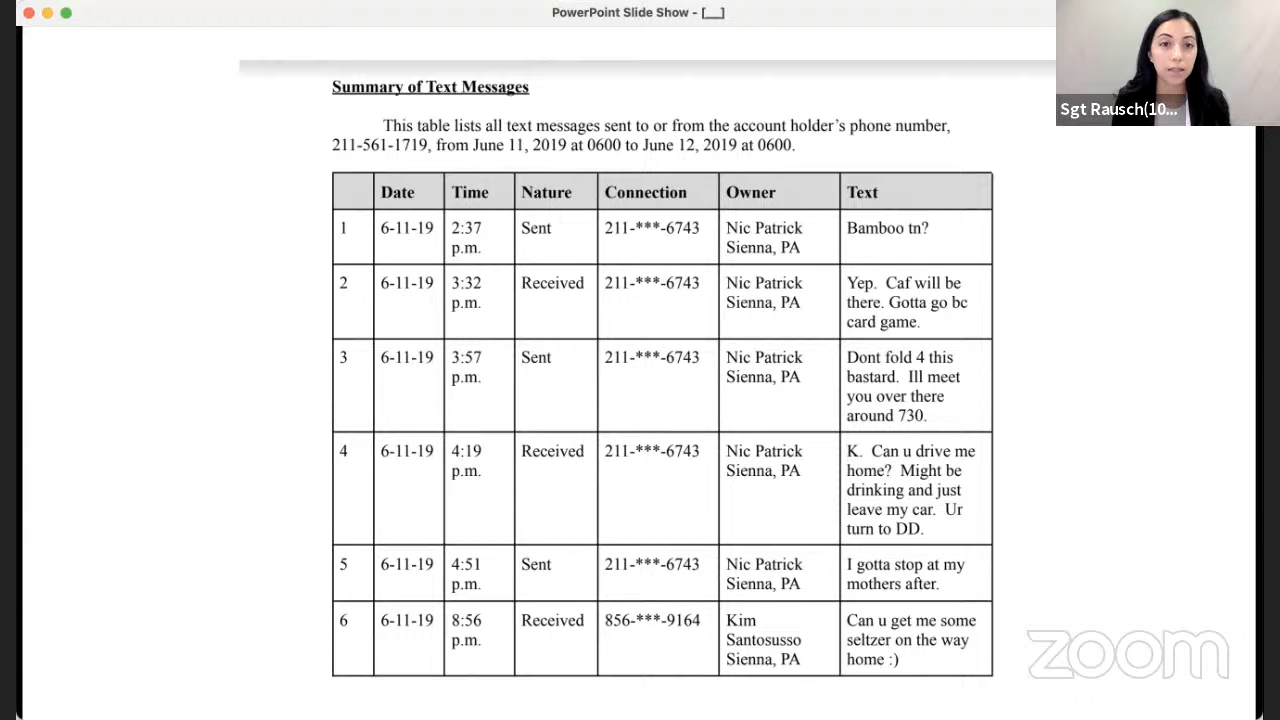 PowerPoint Slide Show - [__]
Sgt Rausch(10...
Summary of Text Messages
This table lists all text messages sent to or from the account holder's phone number,
211-561-1719, from June 11, 2019 at 0600 to June 12, 2019 at 0600.
Date Time Nature Connection Owner Text
1 6-11-19 2:37 Sent 211-***-6743 Nic Patrick Bamboo tn?
p.m. Sienna, PA
2 6-11-19 3:32 Received 211-***-6743 Nic Patrick Yep. Caf will be
p.m. Sienna, PA there. Gotta go bc
card game.
3 6-11-19 3:57 Sent 211-***-6743 Nic Patrick Dont fold 4 this
p.m. Sienna, PA bastard. Ill meet
you over there
around 730.
4 6-11-19 4:19 Received 211-***-6743 Nic Patrick K. Can u drive me
p.m. Sienna, PA home? Might be
drinking and just
leave my car. Ur
turn to DD.
5 6-11-19 4:51 Sent 211-***-6743 Nic Patrick I gotta stop at my
p.m. Sienna, PA mothers after.
6 6-11-19 8:56 Received 856-***-9164 Kim Can u get me some
p.m. Santosusso seltzer on the way
Sienna, PA home :)
zoom